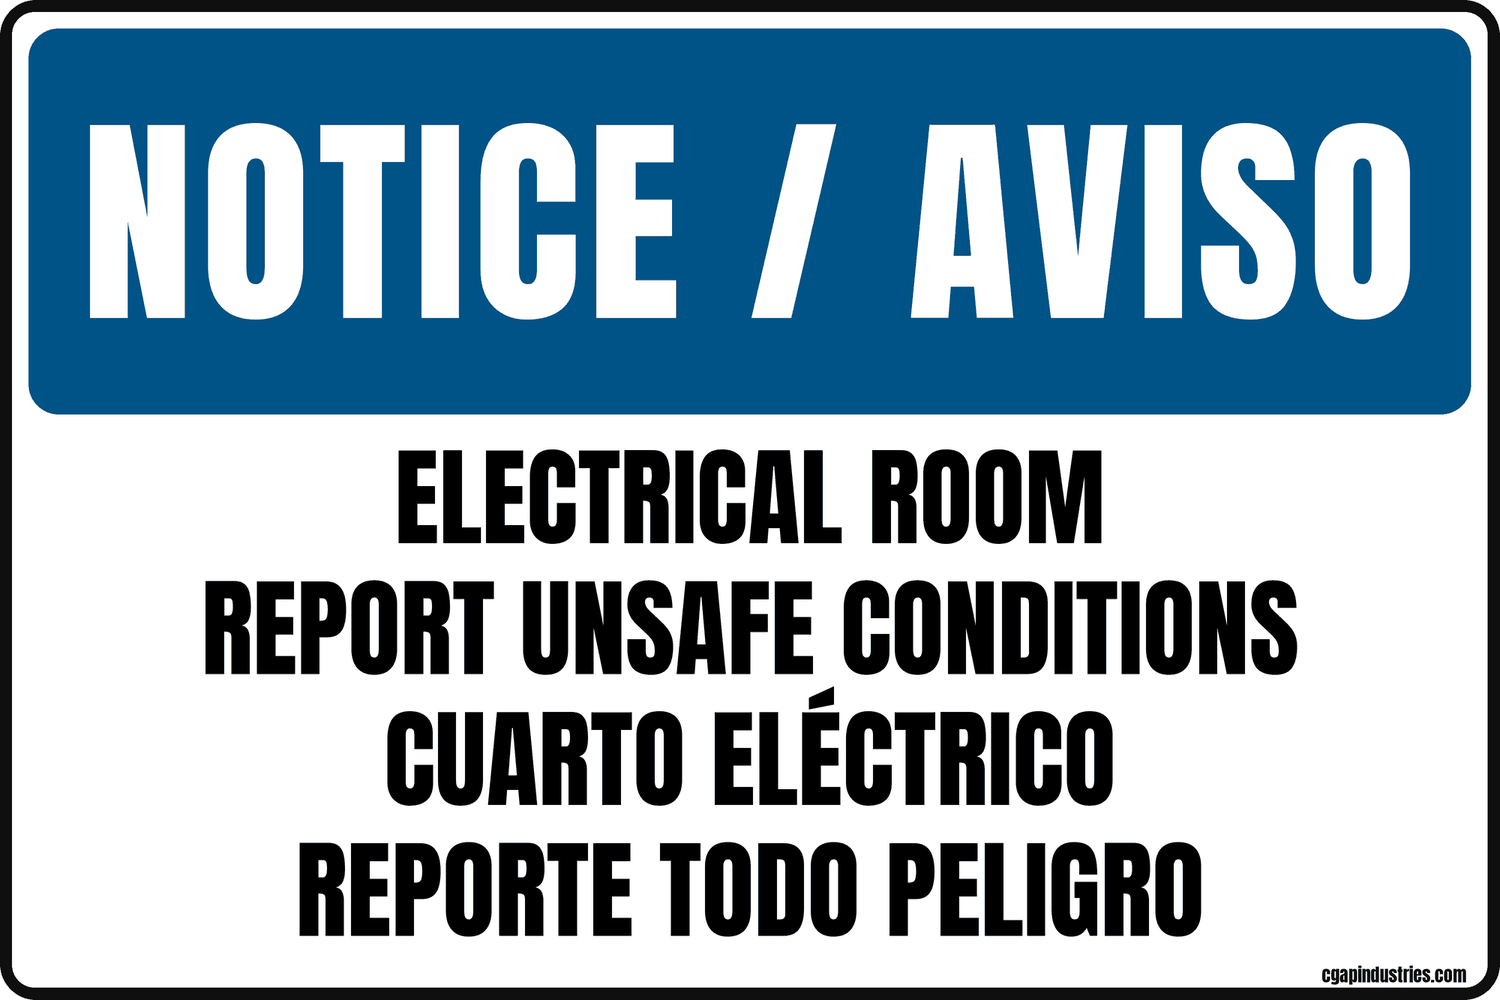 NOTICE / AVISO
ELECTRICAL ROOM
REPORT UNSAFE CONDITIONS
CUARTO ELÉCTRICO
REPORTE TODO PELIGRO
cgapindustries.com